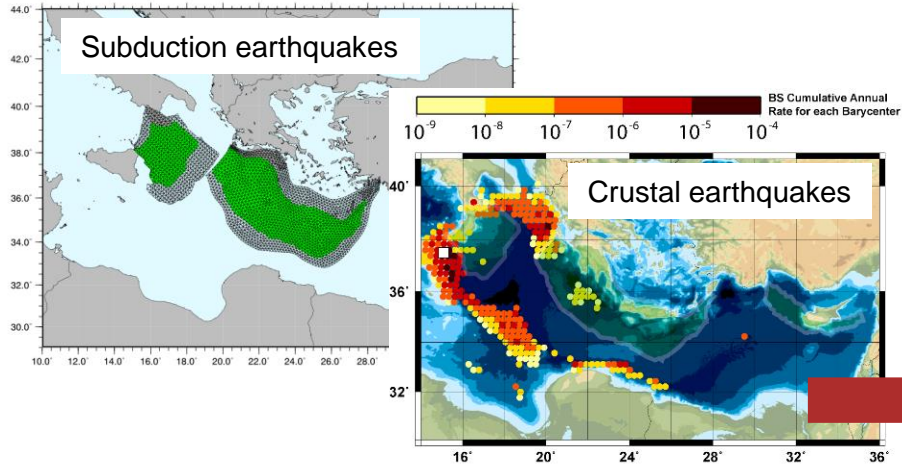 44.0°
Subduction earthquakes
42.0°
40.0°
38.0°
36.0°
34.0°
32.0°
30.0°
10.0° 12.0° 14.0° 16.0° 18.0° 20.0° 22.0° 24.0° 26.0° 28.0°
BS Cumulative Annual
Rate for each Barycenter
10⁻⁹ 10⁻⁸ 10⁻⁷ 10⁻⁶ 10⁻⁵ 10⁻⁴
Crustal earthquakes
40°
36°
32°
16° 20° 24° 28° 32° 36°